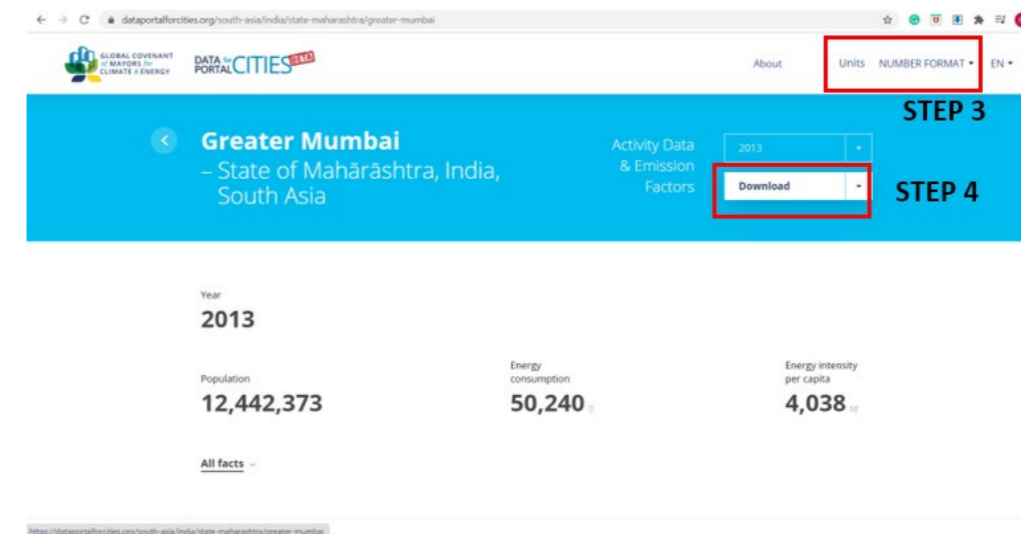 dataportalforcities.org/south-asia/india/state-maharashtra/greater-mumbai
GLOBAL COVENANT
of MAYORS for
CLIMATE & ENERGY
DATA for
PORTAL CITIES BETA
About
Units NUMBER FORMAT
EN
STEP 3
Greater Mumbai
– State of Mahārāshtra, India,
South Asia
Activity Data
& Emission
Factors
2013
Download
STEP 4
Year
2013
Population
12,442,373
Energy
consumption
50,240 TJ
Energy intensity
per capita
4,038 MJ
All facts
https://dataportalforcities.org/south-asia/india/state-maharashtra/greater-mumbai